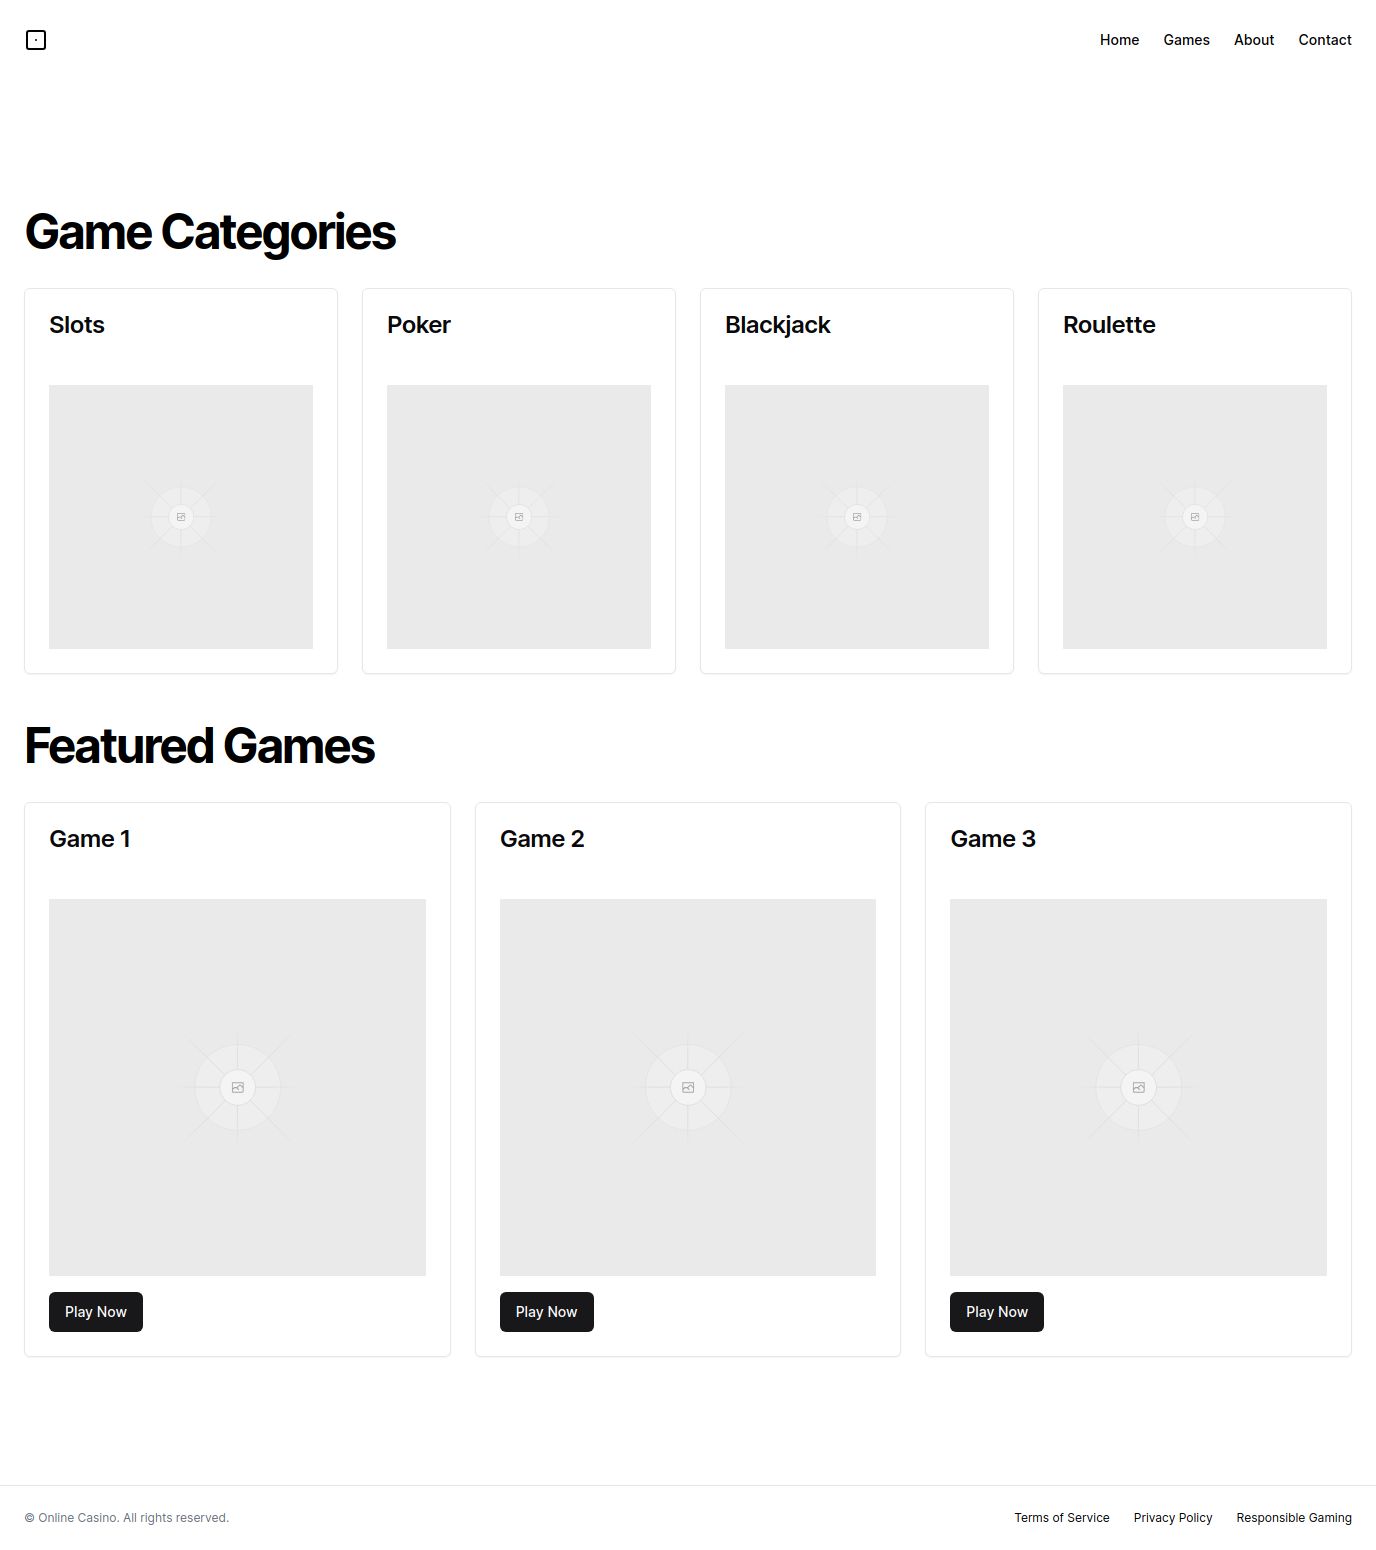 Home Games About Contact
Game Categories
Slots
Poker
Blackjack
Roulette
Featured Games
Game 1
Game 2
Game 3
Play Now
Play Now
Play Now
© Online Casino. All rights reserved.
Terms of Service Privacy Policy Responsible Gaming